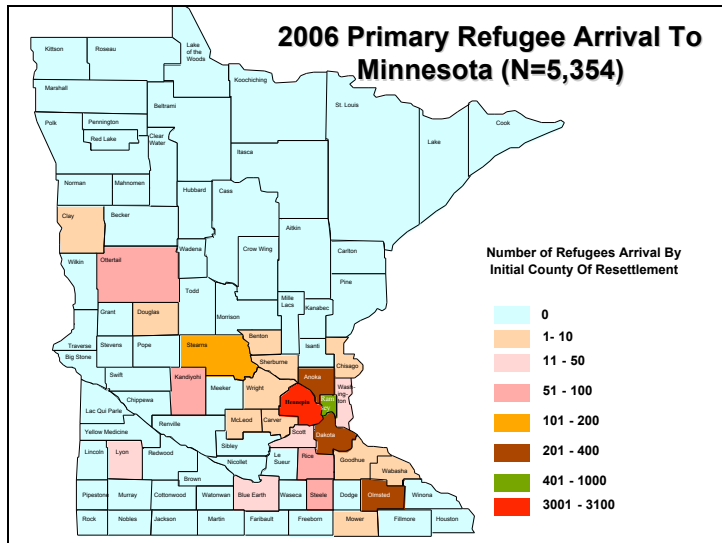 2006 Primary Refugee Arrival To
Minnesota (N=5,354)
Kittson
Roseau
Lake
of the
Woods
Koochiching
Marshall
Beltrami
St. Louis
Cook
Polk
Pennington
Red Lake
Clear
Water
Lake
Itasca
Norman
Mahnomen
Hubbard
Cass
Clay
Becker
Aitkin
Wadena
Crow Wing
Carlton
Wilkin
Ottertail
Todd
Mille
Lacs
Kanabec
Pine
Grant
Douglas
Morrison
Traverse
Stevens
Pope
Stearns
Benton
Isanti
Big Stone
Sherburne
Chisago
Swift
Kandiyohi
Meeker
Wright
Anoka
Wash-
ing-
ton
Hennepin
Ram
Chippewa
Lac Qui Parle
McLeod
Carver
Renville
Yellow Medicine
Scott
Dakota
Sibley
Lincoln
Lyon
Redwood
Nicollet
Le
Sueur
Rice
Goodhue
Wabasha
Brown
Pipestone
Murray
Cottonwood
Watonwan
Blue Earth
Waseca
Steele
Dodge
Olmsted
Winona
Rock
Nobles
Jackson
Martin
Faribault
Freeborn
Mower
Fillmore
Houston
Number of Refugees Arrival By
Initial County Of Resettlement
0
1- 10
11 - 50
51 - 100
101 - 200
201 - 400
401 - 1000
3001 - 3100